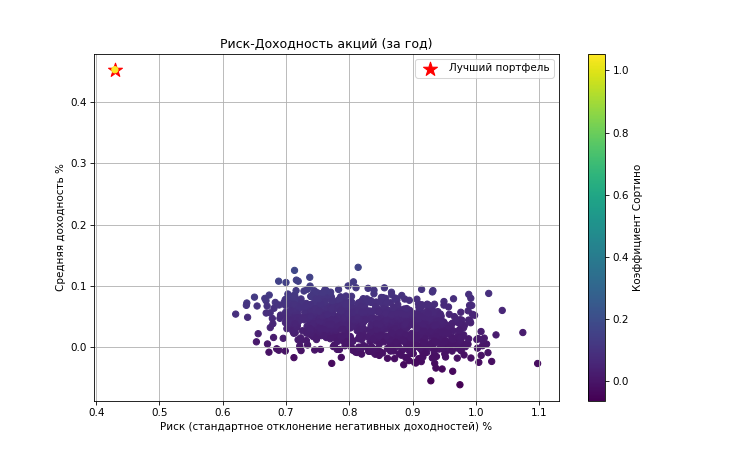 Риск-Доходность акций (за год)
Лучший портфель
Средняя доходность %
0.4
0.3
0.2
0.1
0.0
0.4 0.5 0.6 0.7 0.8 0.9 1.0 1.1
Риск (стандартное отклонение негативных доходностей) %
1.0
0.8
0.6
0.4
0.2
0.0
Коэффициент Сортино